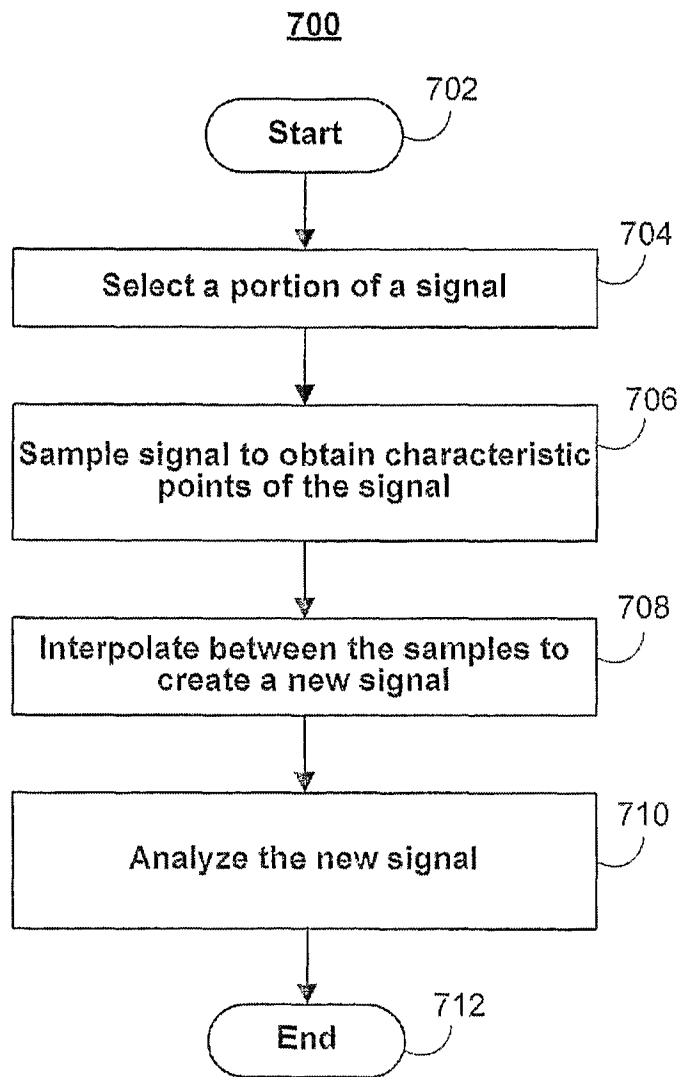 700
702
Start
704
Select a portion of a signal
706
Sample signal to obtain characteristic
points of the signal
708
Interpolate between the samples to
create a new signal
710
Analyze the new signal
712
End